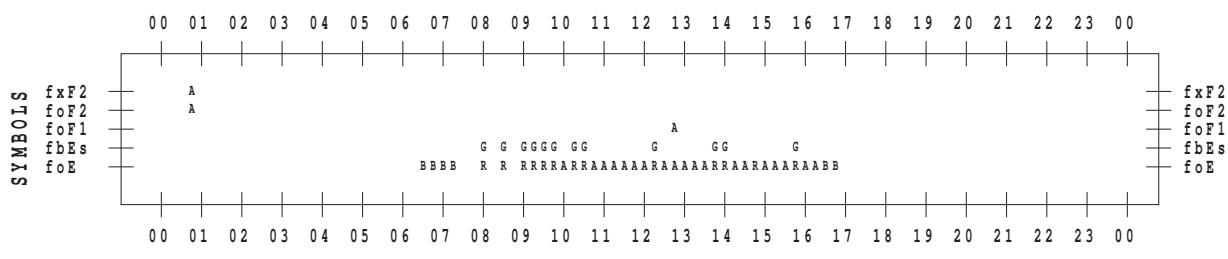 00 01 02 03 04 05 06 07 08 09 10 11 12 13 14 15 16 17 18 19 20 21 22 23 00
SYMBOLS
fxF2 A fxF2
foF2 A foF2
foF1 A foF1
fbEs G G GGGG GG G GG G fbEs
foE BBBB R R RRRRARRAAAAAARAAAAARRAARAAARAABB foE
00 01 02 03 04 05 06 07 08 09 10 11 12 13 14 15 16 17 18 19 20 21 22 23 00